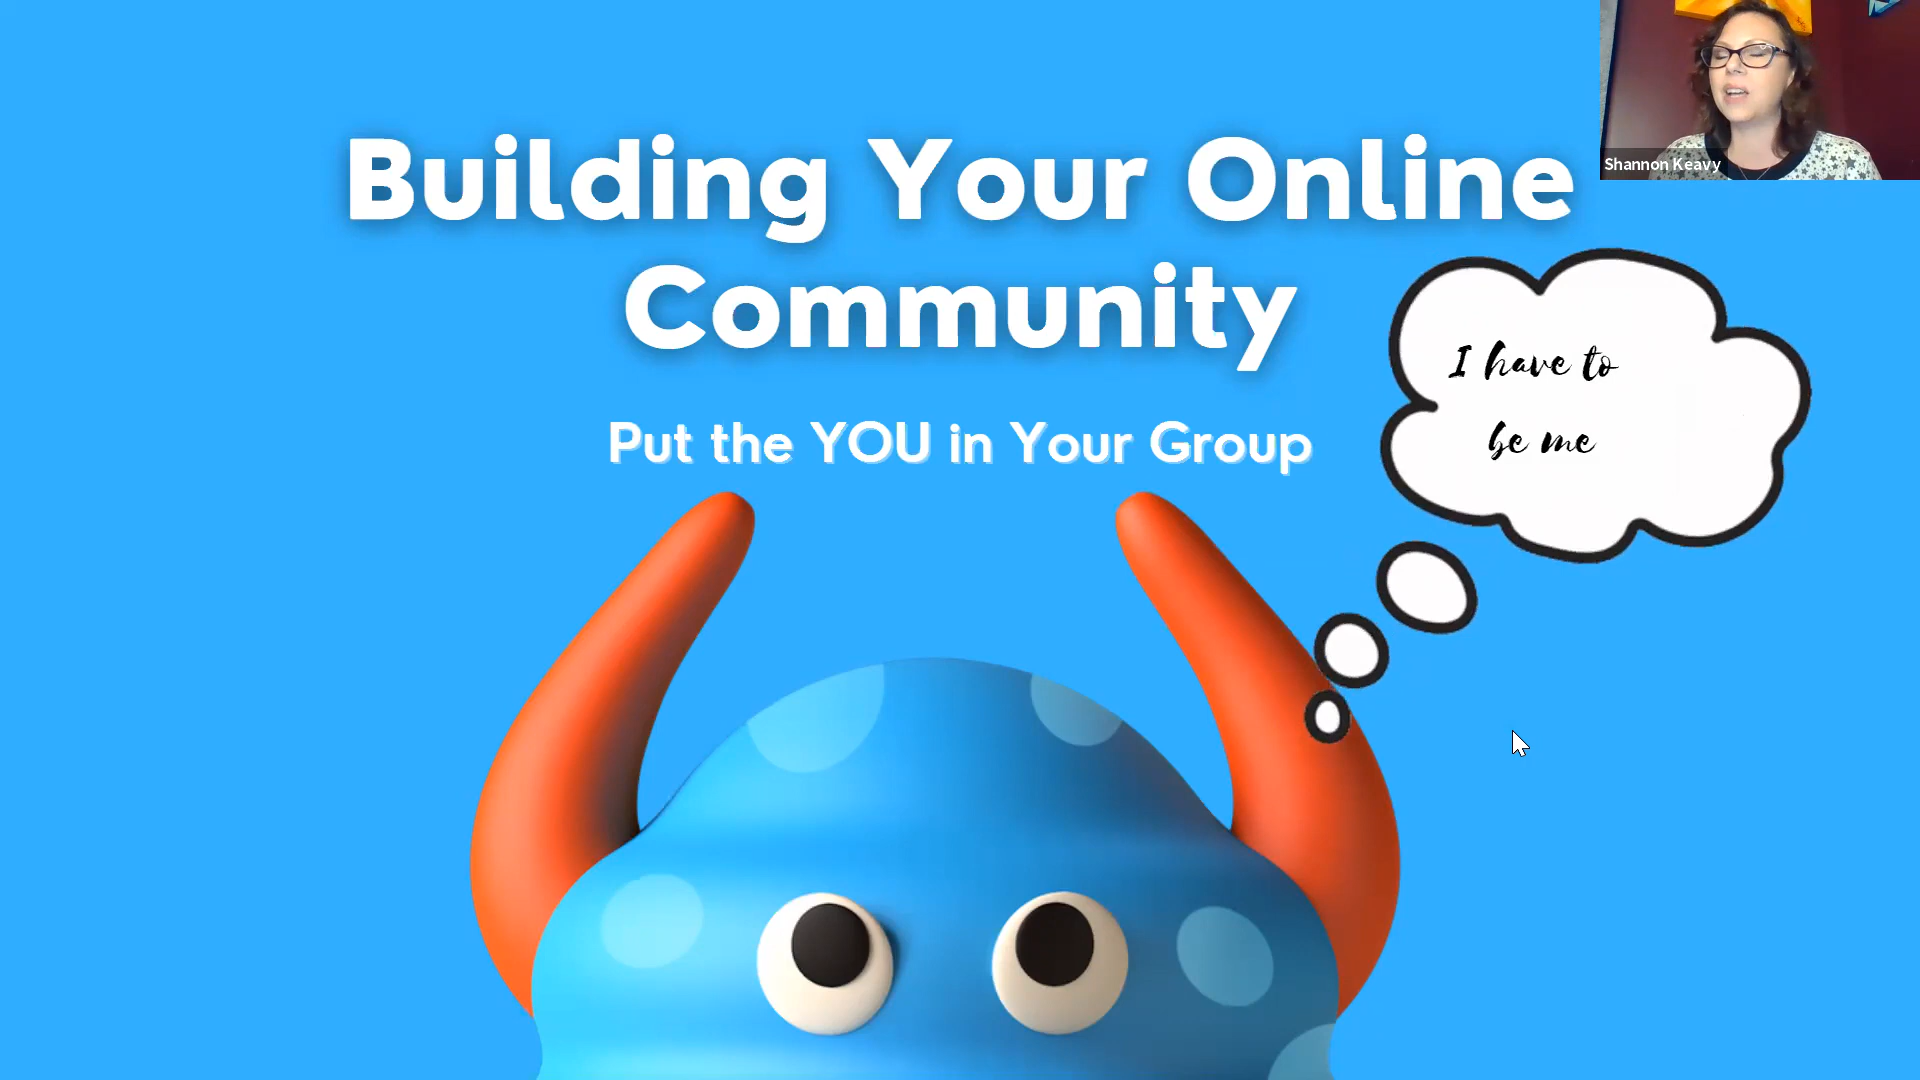 Building Your Online
Community
Put the YOU in Your Group
I have to
be me
Shannon Keavy